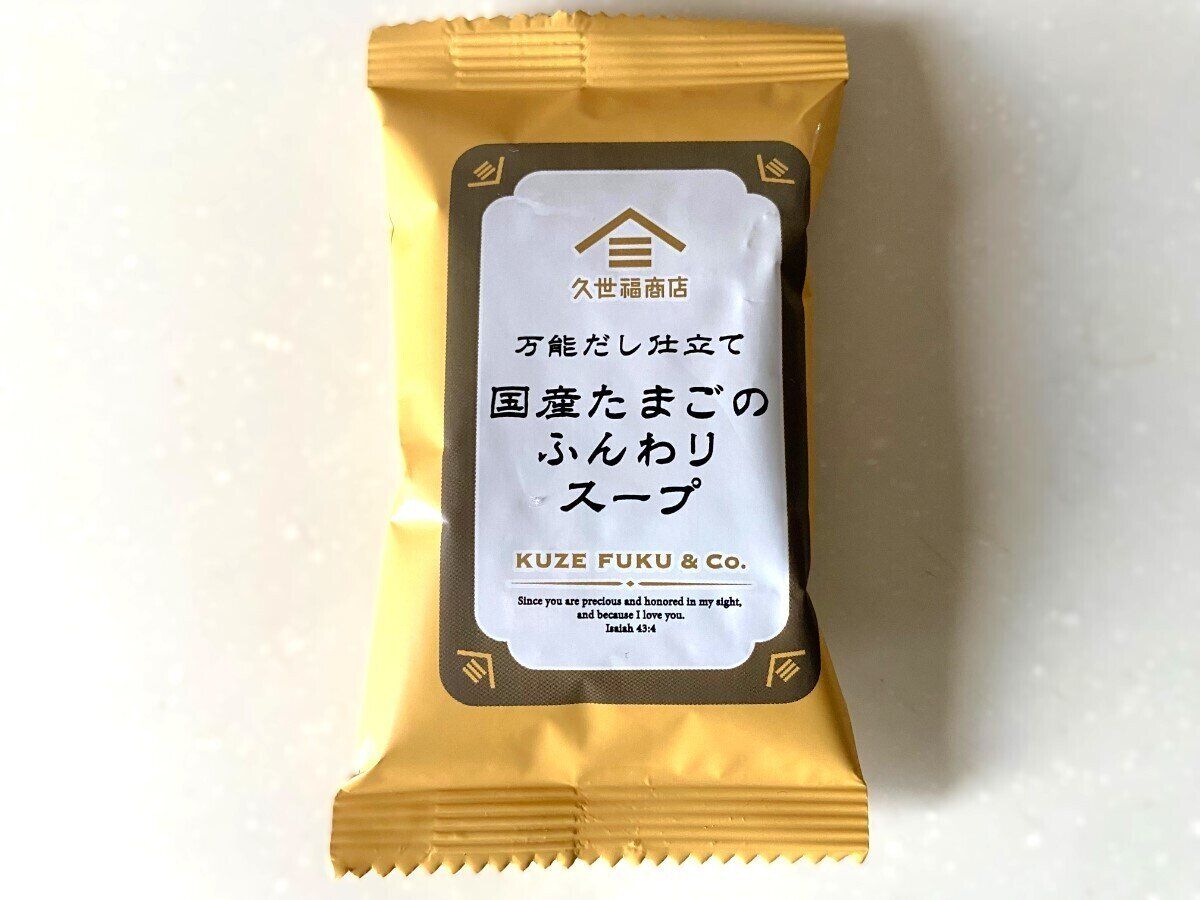 久世福商店
万能だし仕立て
国産たまごの
ふんわり
スープ
KUZE FUKU & Co.
Since you are precious and honored in my sight,
and because I love you.
Isaiah 43:4